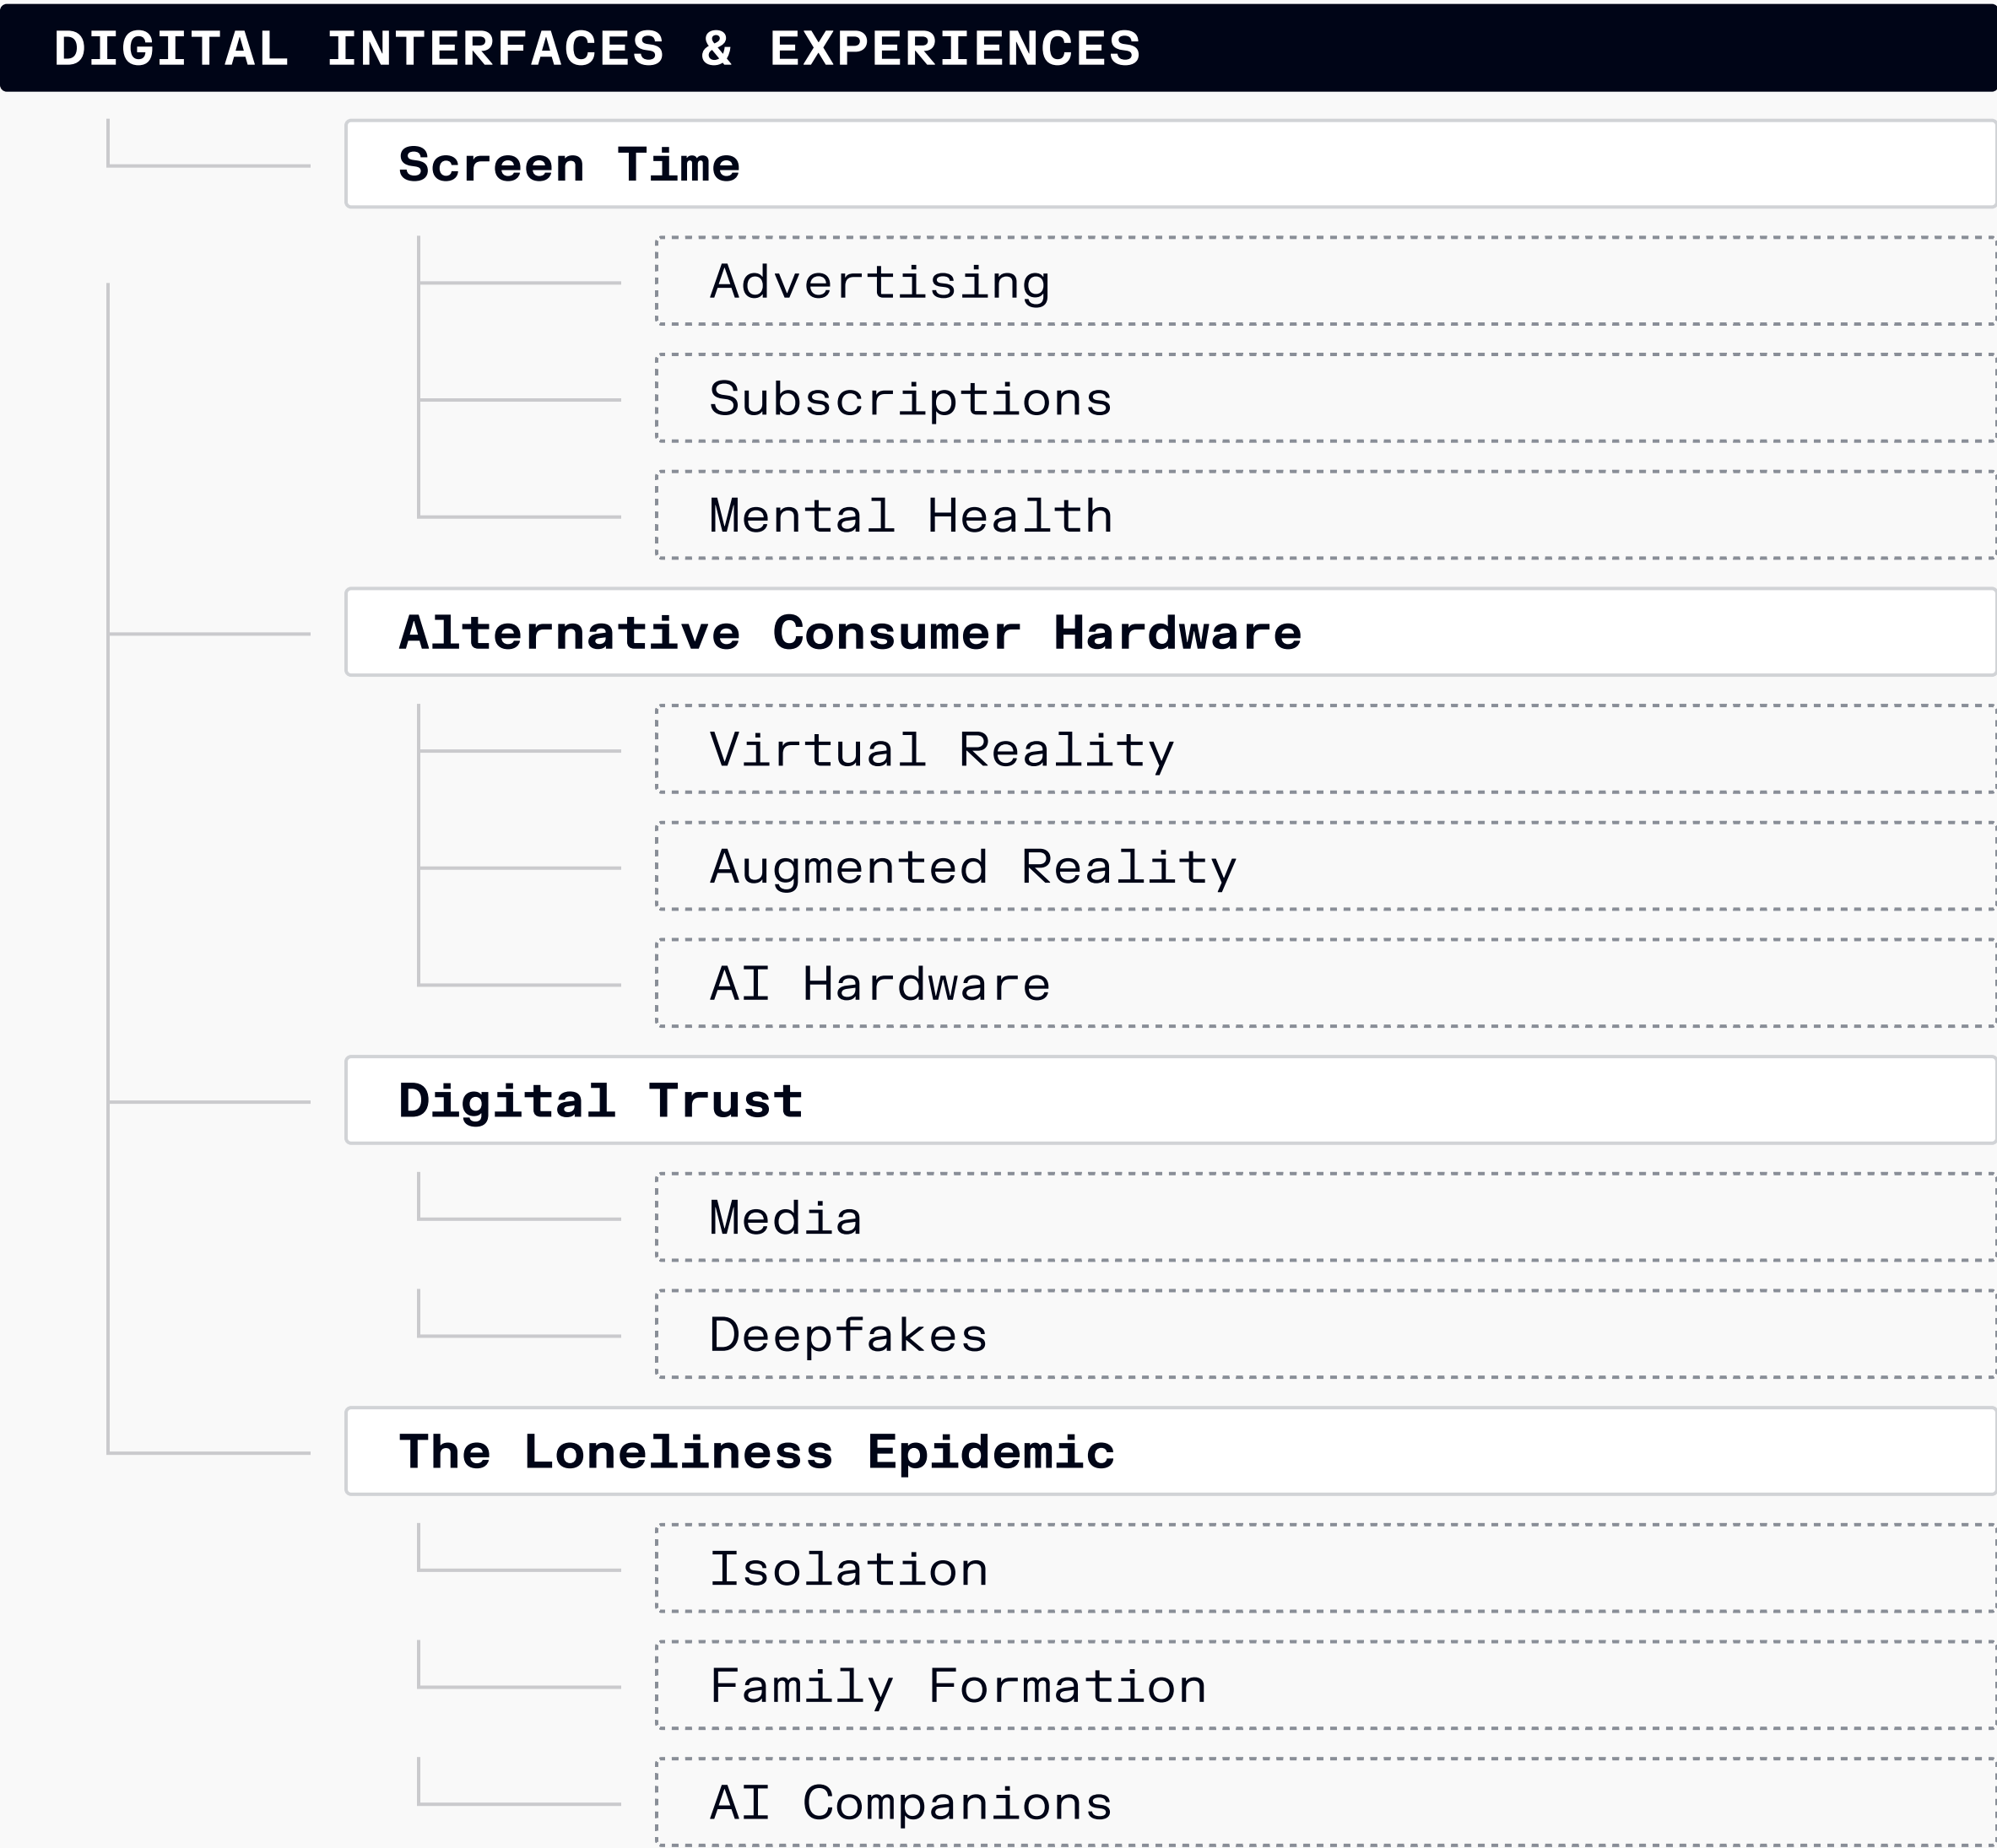 DIGITAL INTERFACES & EXPERIENCES
Screen Time
Advertising
Subscriptions
Mental Health
Alternative Consumer Hardware
Virtual Reality
Augmented Reality
AI Hardware
Digital Trust
Media
Deepfakes
The Loneliness Epidemic
Isolation
Family Formation
AI Companions